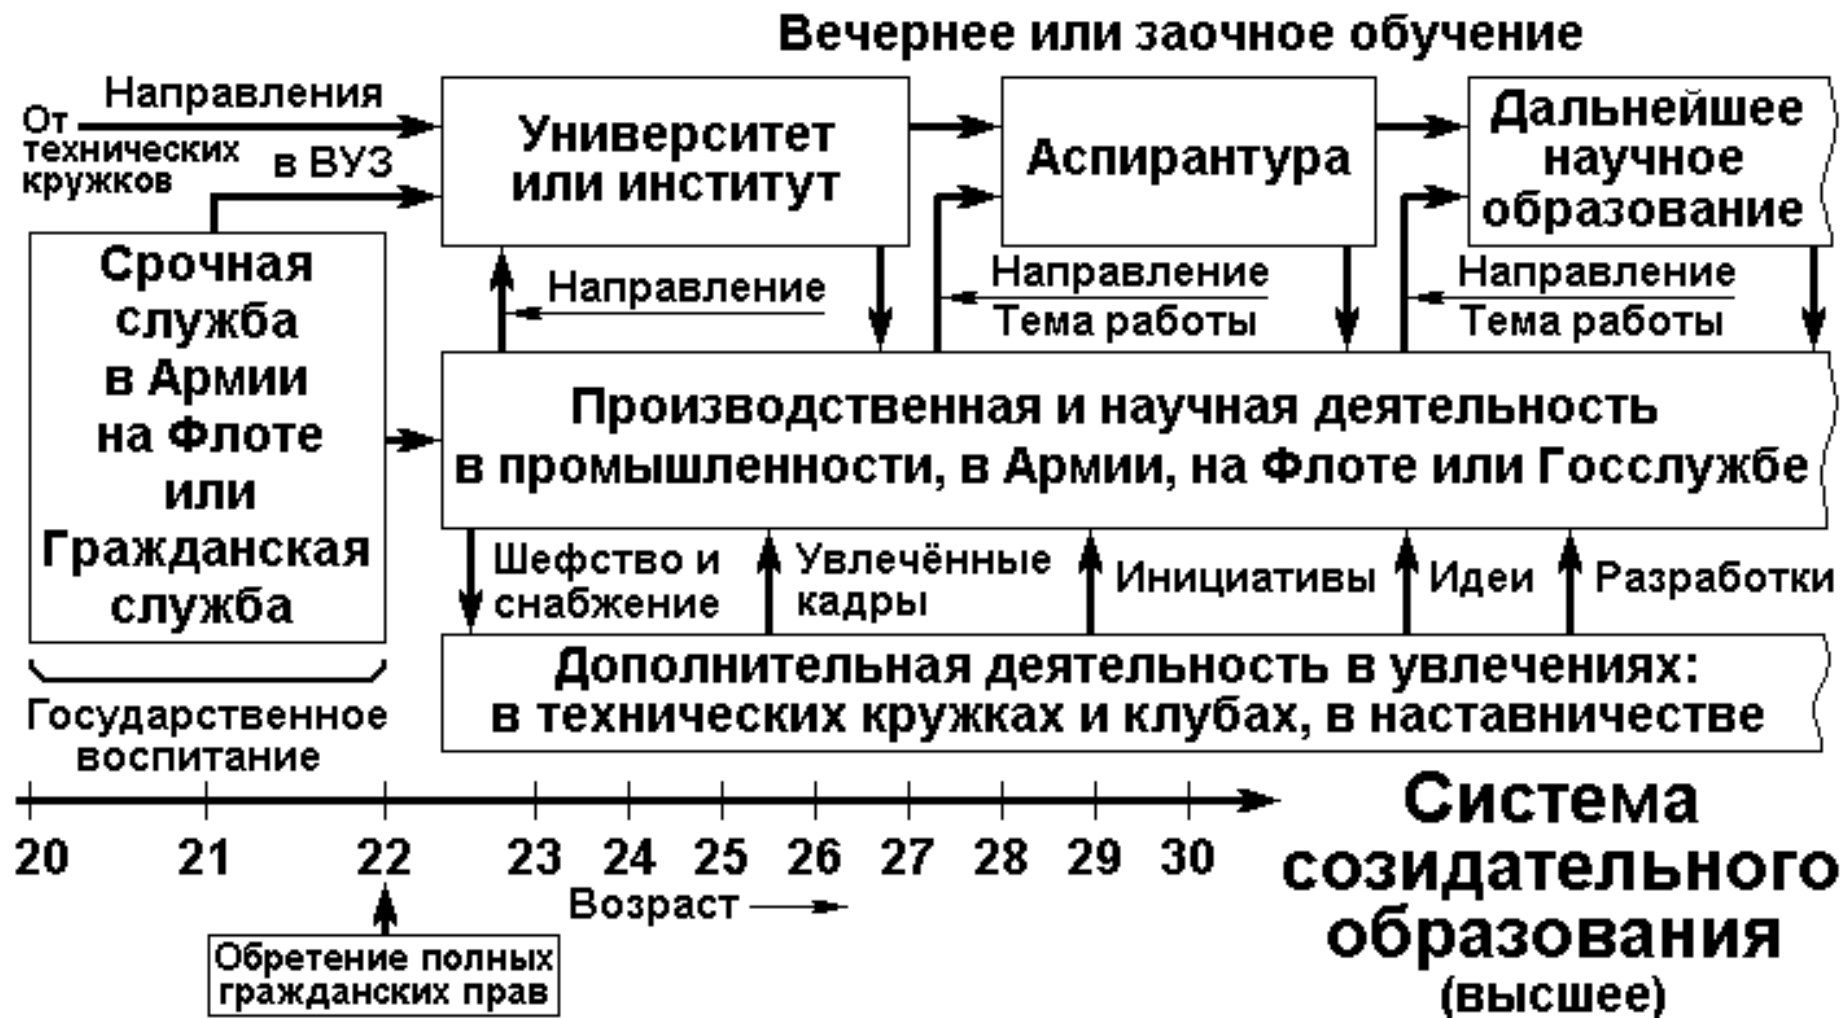 Вечернее или заочное обучение
Направления
в ВУЗ
От
технических
кружков
Университет
или институт
Аспирантура
Дальнейшее
научное
образование
Срочная
служба
в Армии
на Флоте
или
Гражданская
служба
Направление
Направление
Тема работы
Направление
Тема работы
Производственная и научная деятельность
в промышленности, в Армии, на Флоте или Госслужбе
Шефство и
снабжение
Увлечённые
кадры
Инициативы
Идеи
Разработки
Дополнительная деятельность в увлечениях:
в технических кружках и клубах, в наставничестве
Государственное
воспитание
20 21 22 23 24 25 26 27 28 29 30
Возраст
Обретение полных
гражданских прав
Система
созидательного
образования
(высшее)